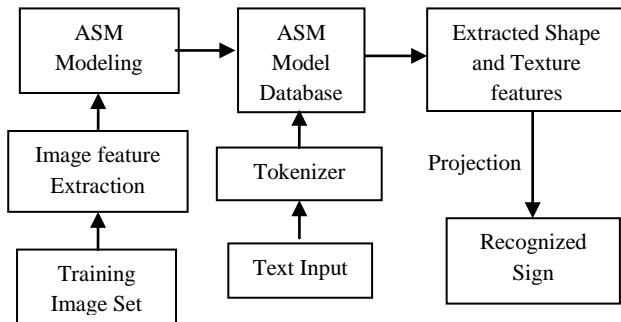 ASM
Modeling
ASM
Model
Database
Extracted Shape
and Texture
features
Image feature
Extraction
Tokenizer
Projection
Training
Image Set
Text Input
Recognized
Sign